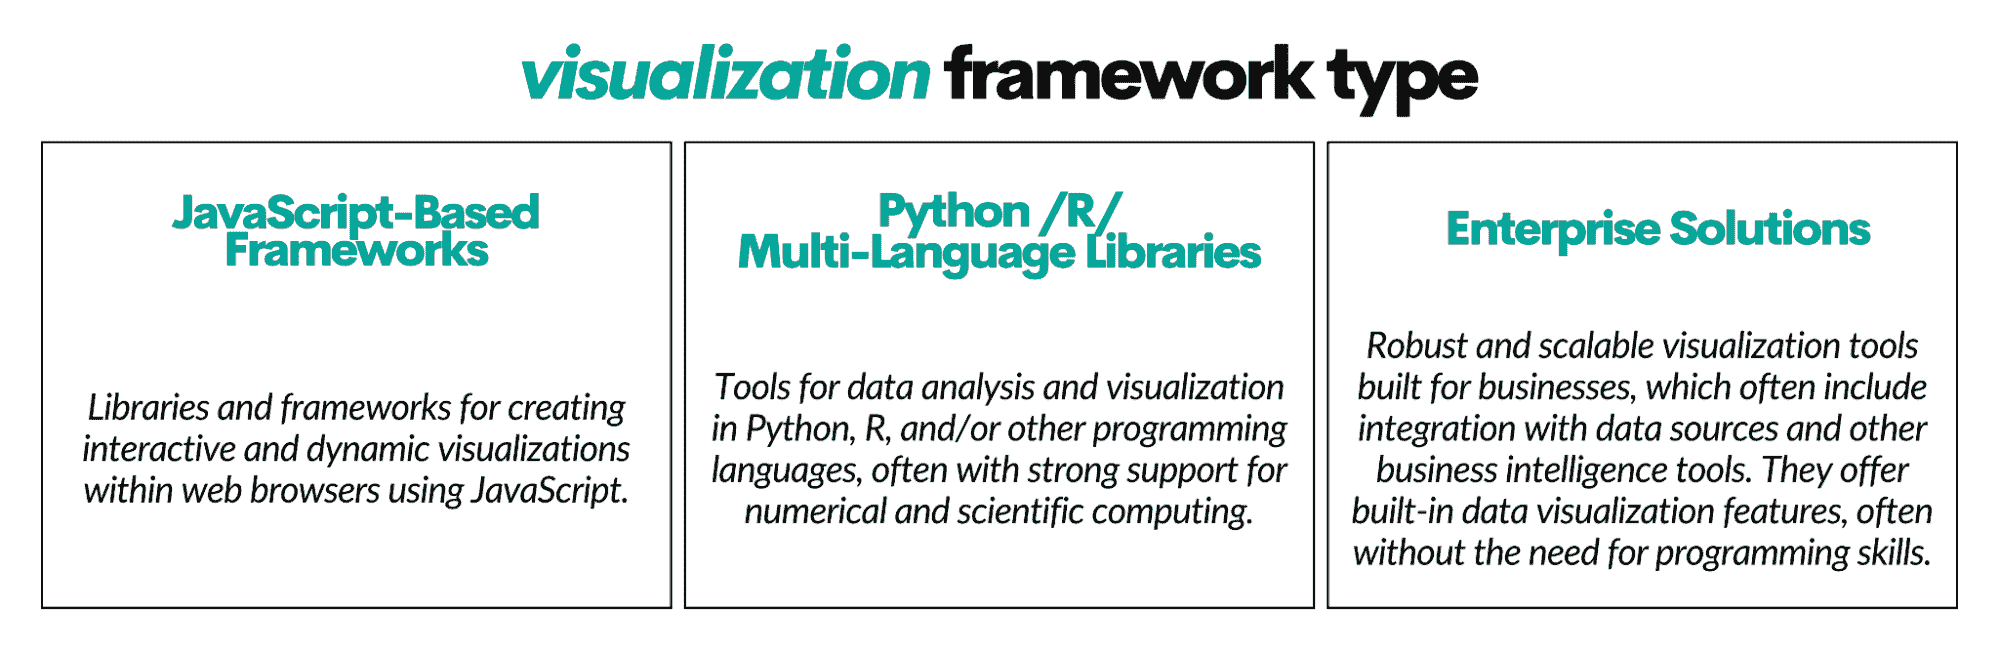 visualization framework type
JavaScript-Based
Frameworks
Libraries and frameworks for creating
interactive and dynamic visualizations
within web browsers using JavaScript.
Python /R/
Multi-Language Libraries
Tools for data analysis and visualization
in Python, R, and/or other programming
languages, often with strong support for
numerical and scientific computing.
Enterprise Solutions
Robust and scalable visualization tools
built for businesses, which often include
integration with data sources and other
business intelligence tools. They offer
built-in data visualization features, often
without the need for programming skills.